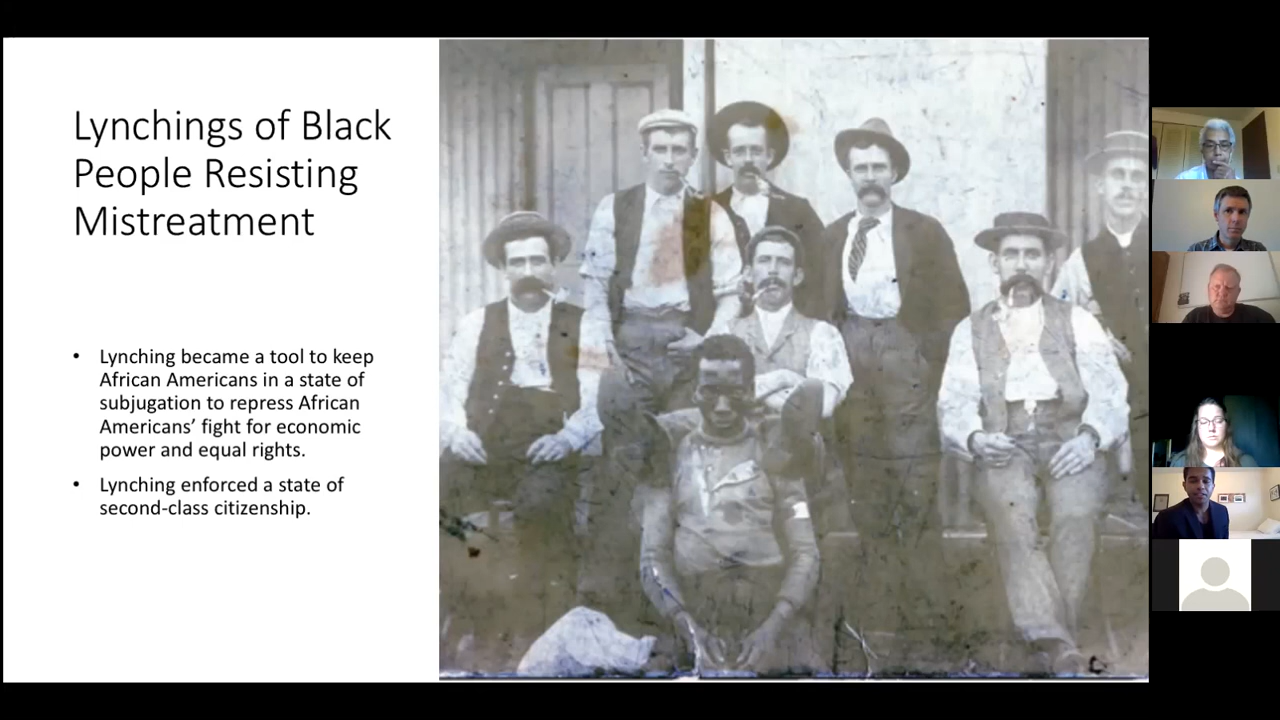 Lynchings of Black
People Resisting
Mistreatment
• Lynching became a tool to keep
African Americans in a state of
subjugation to repress African
Americans’ fight for economic
power and equal rights.
• Lynching enforced a state of
second-class citizenship.